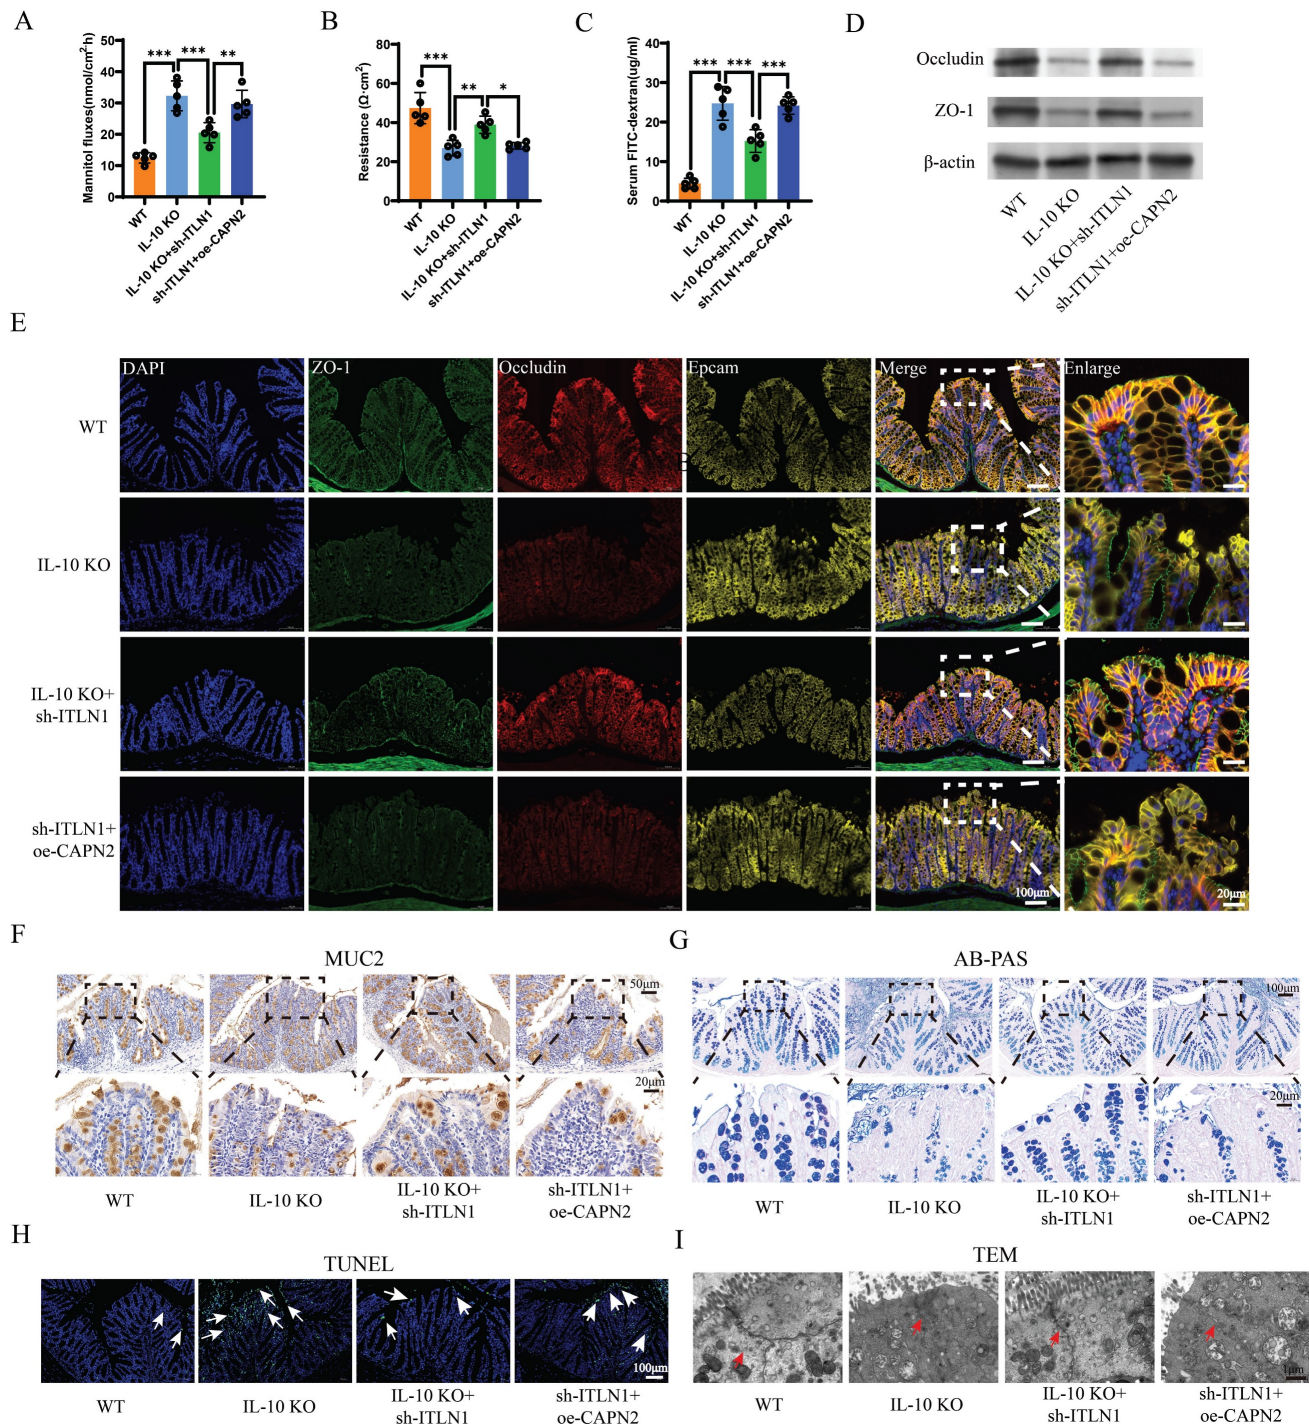 A
Mannitol fluxes(nmol/cm²·h)
50
40
30
20
10
0
***
***
**
WT
IL-10 KO
IL-10 KO+sh-ITLN1
sh-ITLN1+oe-CAPN2
B
Resistance (Ω·cm²)
80
60
40
20
0
***
**
*
WT
IL-10 KO
IL-10 KO+sh-ITLN1
sh-ITLN1+oe-CAPN2
C
Serum FITC-dextran(ug/ml)
40
30
20
10
0
***
***
***
WT
IL-10 KO
IL-10 KO+sh-ITLN1
sh-ITLN1+oe-CAPN2
D
Occludin
ZO-1
β-actin
WT
IL-10 KO
IL-10 KO+sh-ITLN1
sh-ITLN1+oe-CAPN2
E
DAPI
ZO-1
Occludin
Epcam
Merge
Enlarge
WT
IL-10 KO
IL-10 KO+
sh-ITLN1
sh-ITLN1+
oe-CAPN2
100μm
20μm
F
MUC2
50μm
20μm
WT
IL-10 KO
IL-10 KO+
sh-ITLN1
sh-ITLN1+
oe-CAPN2
G
AB-PAS
100μm
20μm
WT
IL-10 KO
IL-10 KO+
sh-ITLN1
sh-ITLN1+
oe-CAPN2
H
TUNEL
100μm
WT
IL-10 KO
IL-10 KO+
sh-ITLN1
sh-ITLN1+
oe-CAPN2
I
TEM
1μm
WT
IL-10 KO
IL-10 KO+
sh-ITLN1
sh-ITLN1+
oe-CAPN2